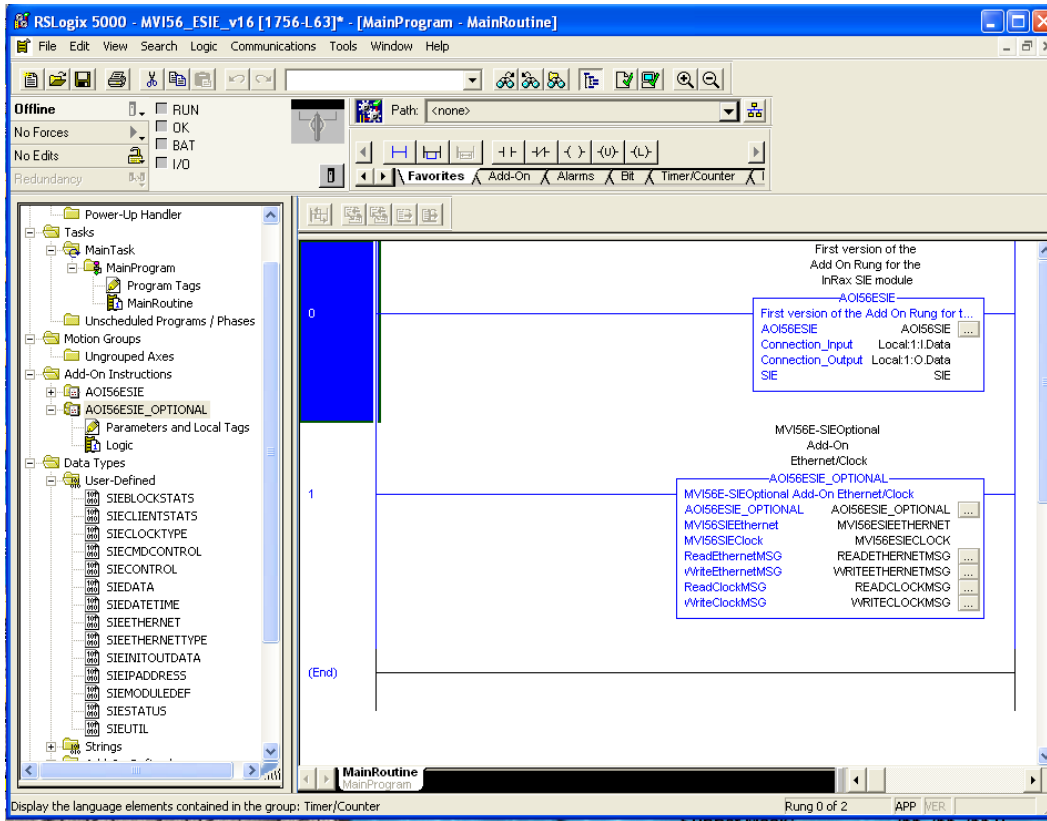 RSLogix 5000 - MVI56_ESIE_v16 [1756-L63]* - [MainProgram - MainRoutine]
File Edit View Search Logic Communications Tools Window Help
Offline
RUN
No Forces
OK
No Edits
BAT
Redundancy
I/O
Path: <none>
Favorites Add-On Alarms Bit Timer/Counter
Power-Up Handler
Tasks
MainTask
MainProgram
Program Tags
MainRoutine
Unscheduled Programs / Phases
Motion Groups
Ungrouped Axes
Add-On Instructions
AOI56ESIE
AOI56ESIE_OPTIONAL
Parameters and Local Tags
Logic
Data Types
User-Defined
SIEBLOCKSTATS
SIECLIENTSTATS
SIECLOCKTYPE
SIECMDCONTROL
SIECONTROL
SIEDATA
SIEDATETIME
SIEETHERNET
SIEETHERNETTYPE
SIEINITOUTDATA
SIEIPADDRESS
SIEMODULEDEF
SIESTATUS
SIEUTIL
Strings
0
First version of the
Add On Rung for the
InRax SIE module
AOI56ESIE
First version of the Add On Rung for t...
AOI56ESIE AOI56SIE ...
Connection_Input Local:1:I.Data
Connection_Output Local:1:O.Data
SIE SIE
1
MVI56E-SIEOptional
Add-On
Ethernet/Clock
AOI56ESIE_OPTIONAL
MVI56E-SIEOptional Add-On Ethernet/Clock
AOI56ESIE_OPTIONAL AOI56ESIE_OPTIONAL ...
MVI56SIEEthernet MVI56ESIEETHERNET
MVI56SIEClock MVI56ESIECLOCK
ReadEthernetMSG READETHERNETMSG ...
WriteEthernetMSG WRITEETHERNETMSG ...
ReadClockMSG READCLOCKMSG ...
WriteClockMSG WRITECLOCKMSG ...
(End)
MainRoutine
MainProgram
Display the language elements contained in the group: Timer/Counter
Rung 0 of 2
APP
VER